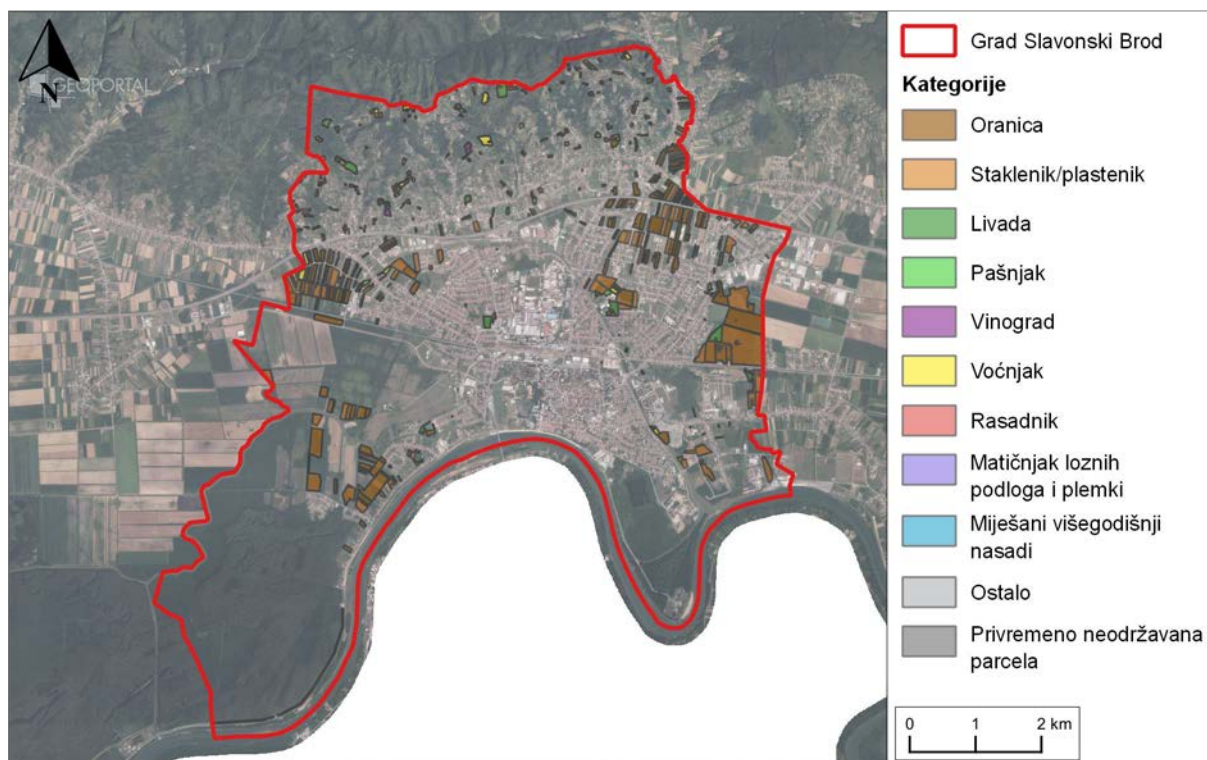 GEOPORTAL
N
Grad Slavonski Brod
Kategorije
Oranica
Staklenik/plastenik
Livada
Pašnjak
Vinograd
Voćnjak
Rasadnik
Matičnjak loznih
podloga i plemki
Miješani višegodišnji
nasadi
Ostalo
Privremeno neodržavana
parcela
0 1 2 km